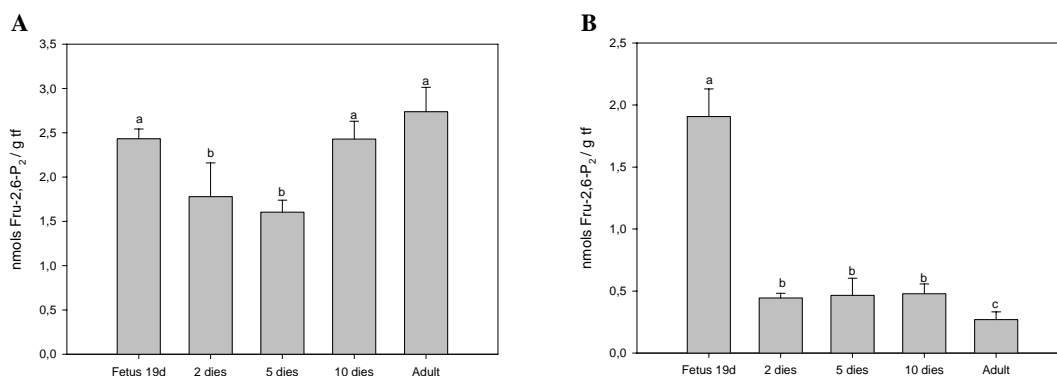 A
nmols Fru-2,6-P2 / g tf
3,5
3,0
2,5
2,0
1,5
1,0
0,5
0,0
a
b
b
a
a
Fetus 19d 2 dies 5 dies 10 dies Adult
B
nmols Fru-2,6-P2 / g tf
2,5
2,0
1,5
1,0
0,5
0,0
a
b
b
b
c
Fetus 19d 2 dies 5 dies 10 dies Adult